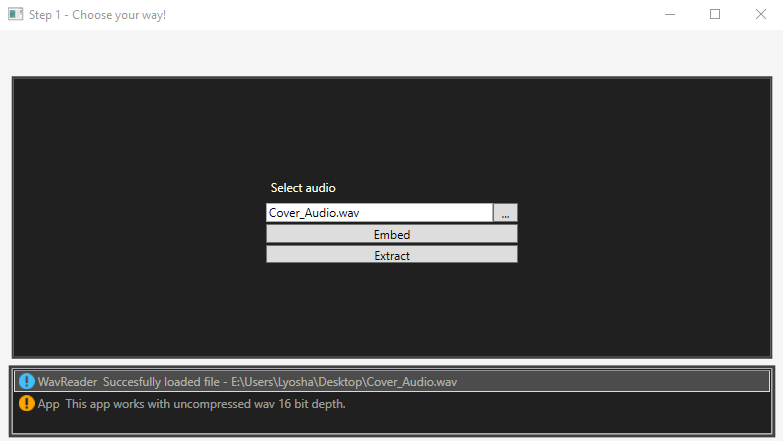 Step 1 - Choose your way!
Select audio
Cover_Audio.wav ...
Embed
Extract
WavReader Succesfully loaded file - E:\Users\Lyosha\Desktop\Cover_Audio.wav
App This app works with uncompressed wav 16 bit depth.